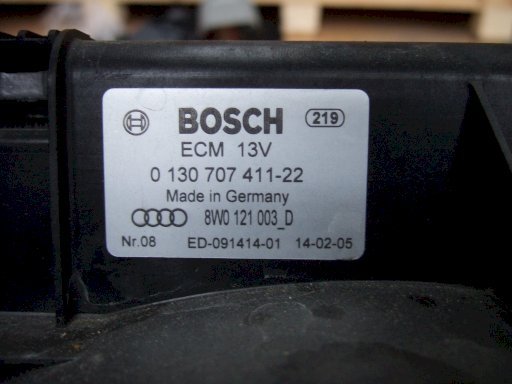 BOSCH 219
ECM 13V
0 130 707 411-22
Made in Germany
8W0 121 003_D
Nr.08 ED-091414-01 14-02-05